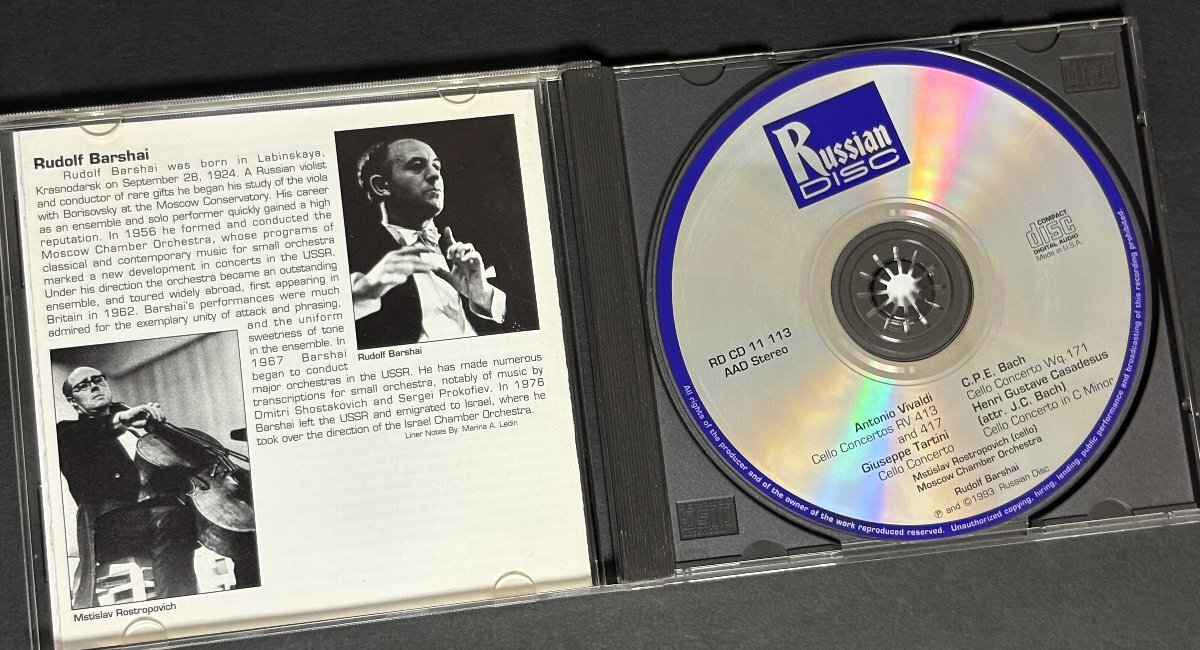 Rudolf Barshai
Rudolf Barshai was born in Labinskaya,
Krasnodarsk on September 28, 1924. A Russian violist
and conductor of rare gifts he began his study of the viola
with Borisovsky at the Moscow Conservatory. His career
as an ensemble and solo performer quickly gained a high
reputation. In 1956 he formed and conducted the
Moscow Chamber Orchestra, whose programs of
classical and contemporary music for small orchestra
marked a new development in concerts in the USSR.
Under his direction the orchestra became an outstanding
ensemble, and toured widely abroad, first appearing in
Britain in 1962. Barshai's performances were much
admired for the exemplary unity of attack and phrasing,
and the uniform
sweetness of tone
in the ensemble. In
1967 Barshai
began to conduct
major orchestras in the USSR. He has made numerous
transcriptions for small orchestra, notably of music by
Dmitri Shostakovich and Sergei Prokofiev. In 1976
Barshai left the USSR and emigrated to Israel, where he
took over the direction of the Israel Chamber Orchestra.
Liner Notes By: Marina A. Ledin
Rudolf Barshai
Mstislav Rostropovich
Russian
DISC
COMPACT
disc
DIGITAL AUDIO
Made in U.S.A.
RD CD 11 113
AAD Stereo
Antonio Vivaldi
Cello Concertos RV 413
and 417
Giuseppe Tartini
Cello Concerto
C.P.E. Bach
Cello Concerto Wq.171
Henri Gustave Casadesus
(attr. J.C. Bach)
Cello Concerto in C Minor
Mstislav Rostropovich (cello)
Moscow Chamber Orchestra
Rudolf Barshai
℗ and ©1993 Russian Disc
All rights of the producer and of the owner of the work reproduced reserved. Unauthorized copying, hiring, lending, public performance and broadcasting of this recording prohibited.